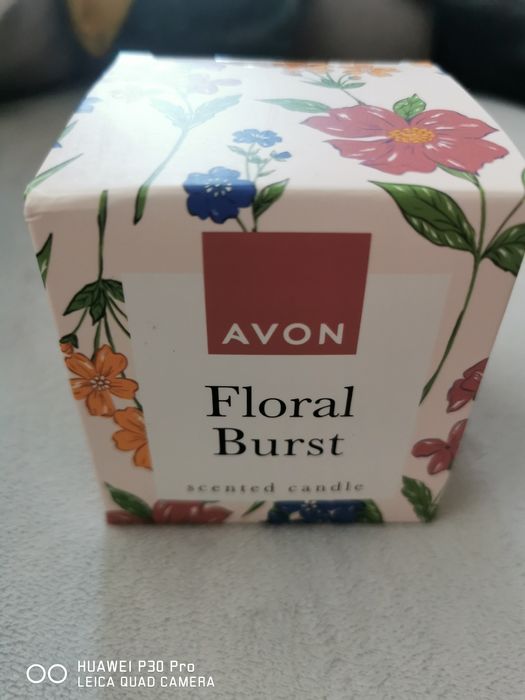 AVON
Floral
Burst
scented candle
HUAWEI P30 Pro
LEICA QUAD CAMERA